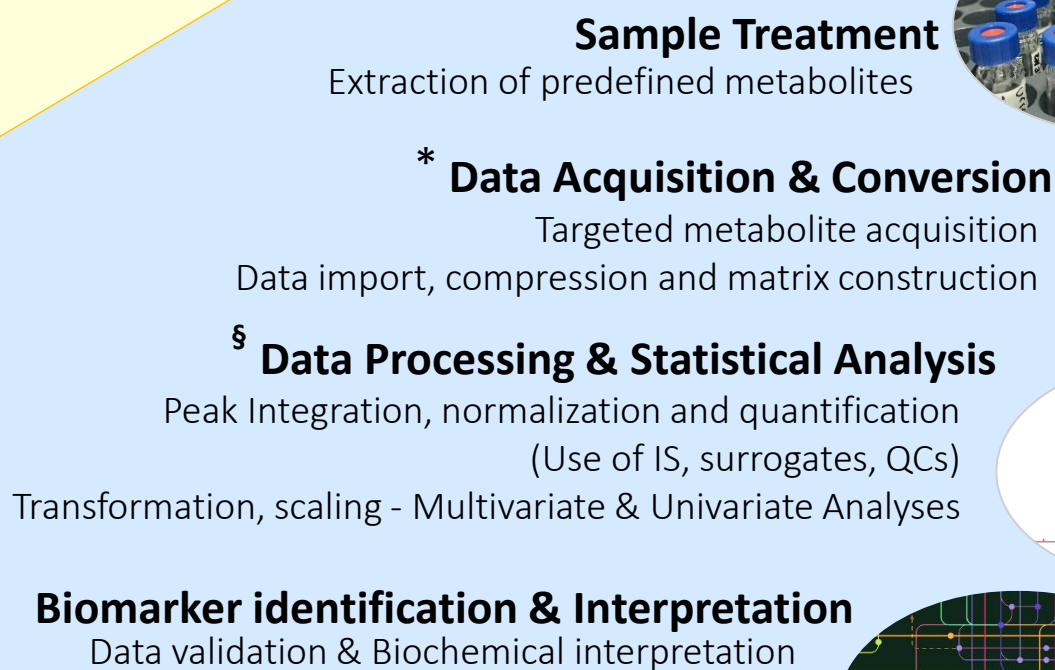 Sample Treatment
Extraction of predefined metabolites
* Data Acquisition & Conversion
Targeted metabolite acquisition
Data import, compression and matrix construction
§ Data Processing & Statistical Analysis
Peak Integration, normalization and quantification
(Use of IS, surrogates, QCs)
Transformation, scaling - Multivariate & Univariate Analyses
Biomarker identification & Interpretation
Data validation & Biochemical interpretation